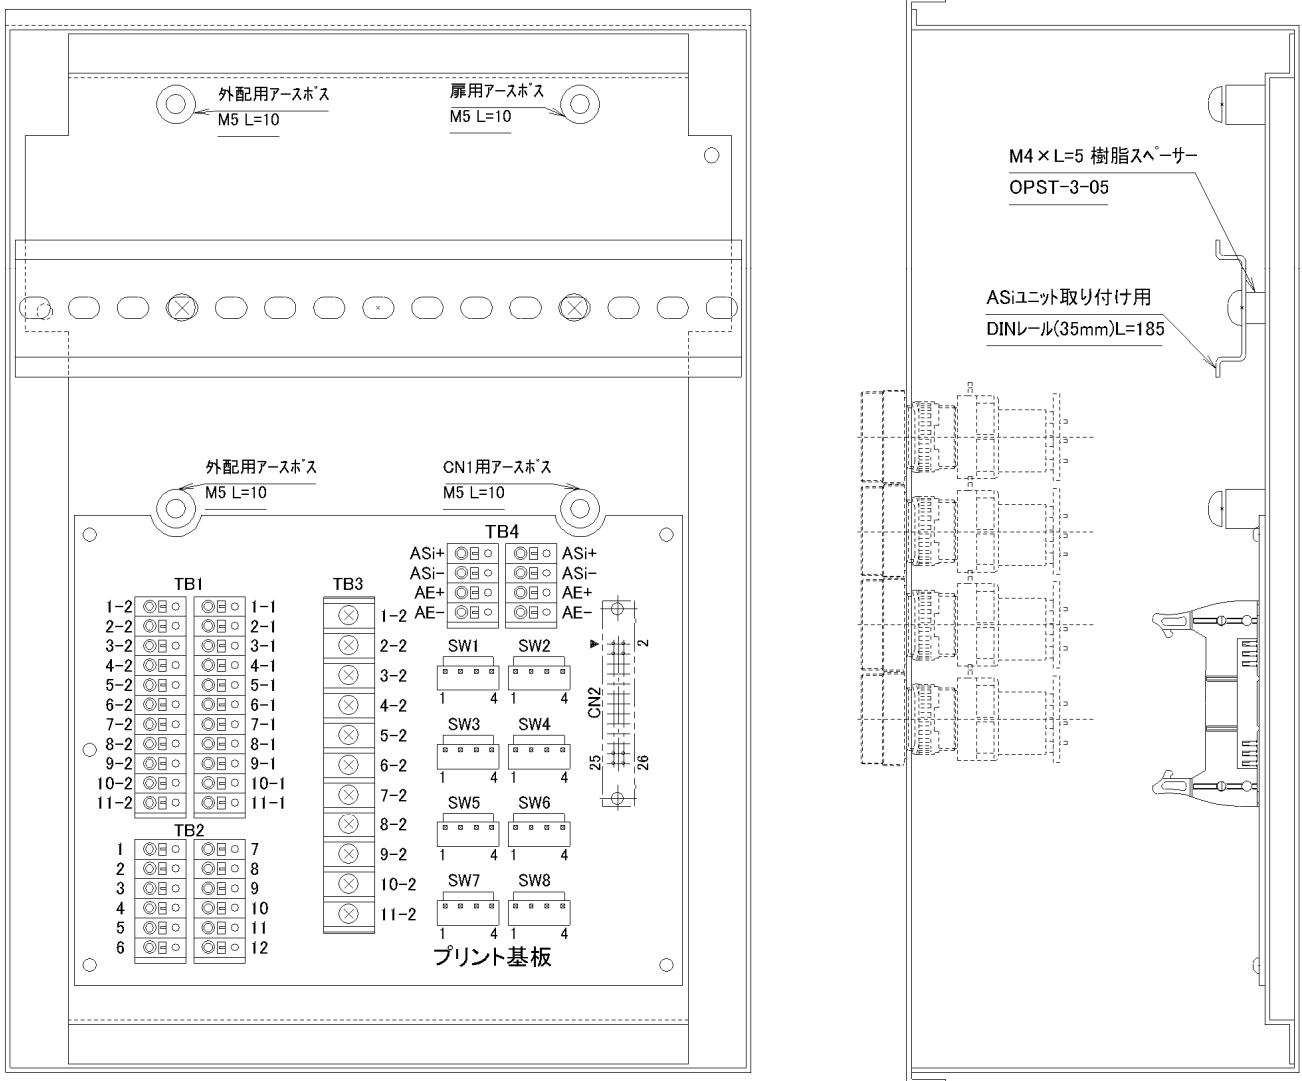 外配用アースボス
M5 L=10
扉用アースボス
M5 L=10
M4×L=5 樹脂スペーサー
OPST-3-05
ASiユニット取り付け用
DINレール(35mm)L=185
外配用アースボス
M5 L=10
CN1用アースボス
M5 L=10
TB4
ASi+ ASi+
ASi- ASi-
AE+ AE+
AE- AE-
TB1
1-2 1-1
2-2 2-1
3-2 3-1
4-2 4-1
5-2 5-1
6-2 6-1
7-2 7-1
8-2 8-1
9-2 9-1
10-2 10-1
11-2 11-1
TB2
1 7
2 8
3 9
4 10
5 11
6 12
TB3
1-2
2-2
3-2
4-2
5-2
6-2
7-2
8-2
9-2
10-2
11-2
SW1 SW2
1 4 1 4
SW3 SW4
1 4 1 4
SW5 SW6
1 4 1 4
SW7 SW8
1 4 1 4
2
CN2
25 26
プリント基板